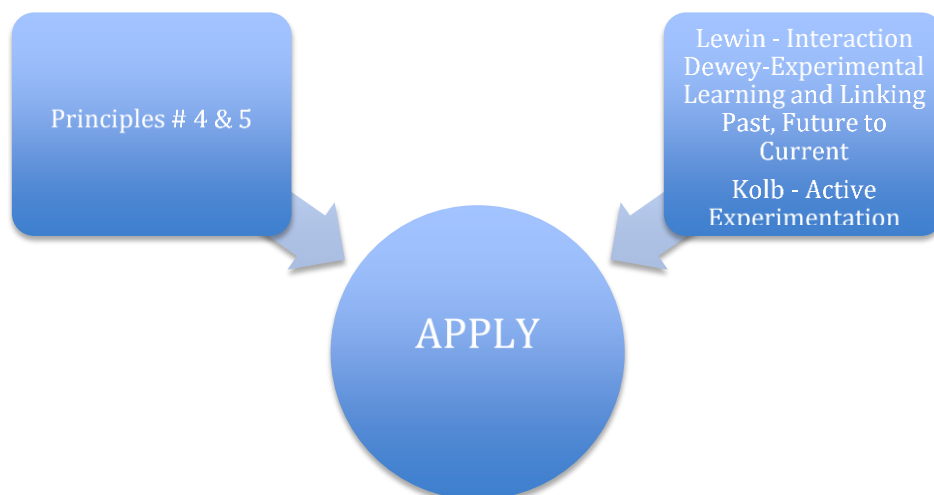 Principles # 4 & 5
Lewin - Interaction
Dewey-Experimental
Learning and Linking
Past, Future to
Current
Kolb - Active
Experimentation
APPLY